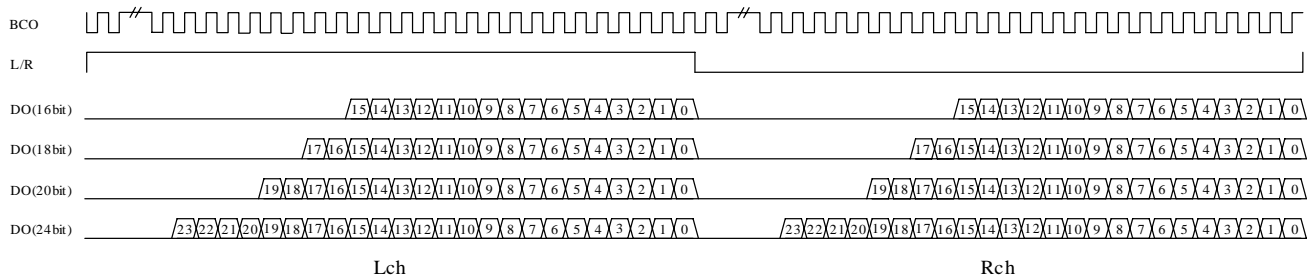 BCO
L/R
DO(16bit) 15 14 13 12 11 10 9 8 7 6 5 4 3 2 1 0 15 14 13 12 11 10 9 8 7 6 5 4 3 2 1 0
DO(18bit) 17 16 15 14 13 12 11 10 9 8 7 6 5 4 3 2 1 0 17 16 15 14 13 12 11 10 9 8 7 6 5 4 3 2 1 0
DO(20bit) 19 18 17 16 15 14 13 12 11 10 9 8 7 6 5 4 3 2 1 0 19 18 17 16 15 14 13 12 11 10 9 8 7 6 5 4 3 2 1 0
DO(24bit) 23 22 21 20 19 18 17 16 15 14 13 12 11 10 9 8 7 6 5 4 3 2 1 0 23 22 21 20 19 18 17 16 15 14 13 12 11 10 9 8 7 6 5 4 3 2 1 0
Lch Rch